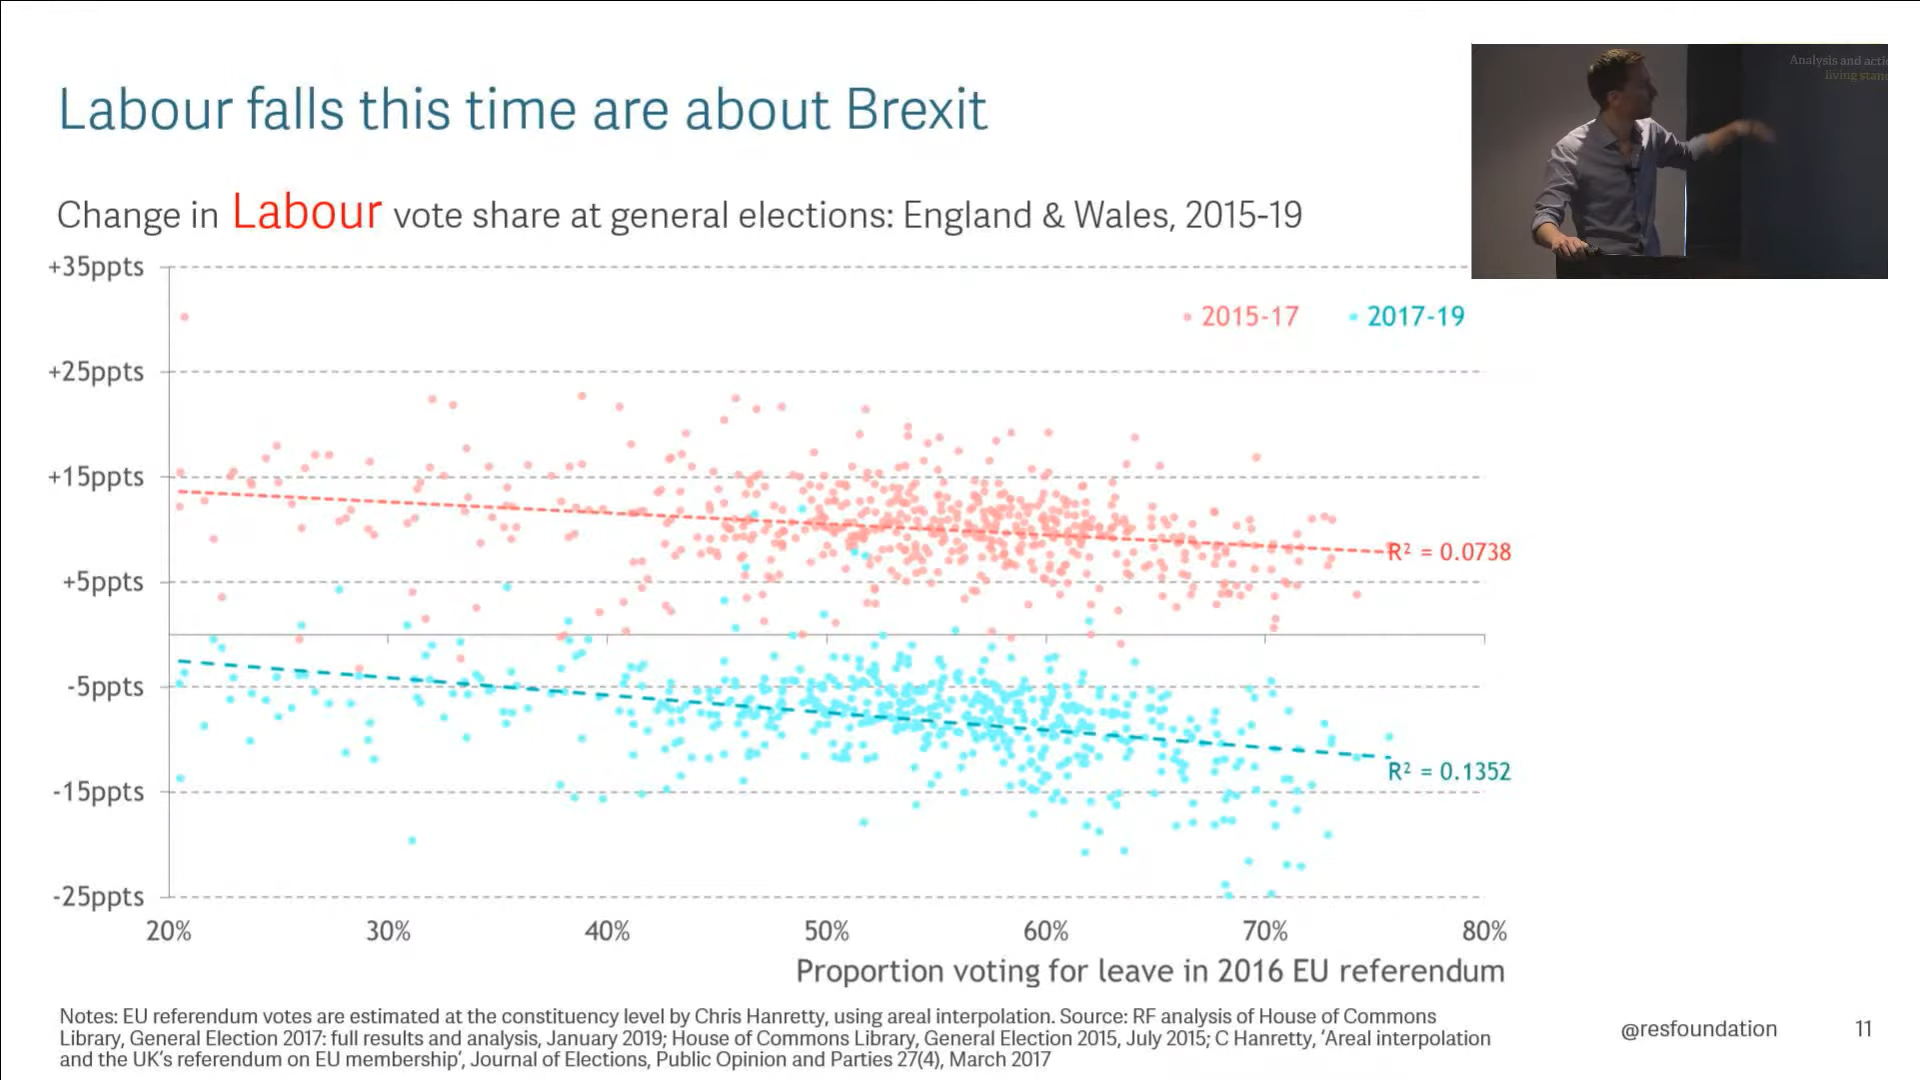 Labour falls this time are about Brexit
Analysis and
living
Change in Labour vote share at general elections: England & Wales, 2015-19
+35ppts
2015-17
2017-19
+25ppts
+15ppts
R² = 0.0738
+5ppts
-5ppts
R² = 0.1352
-15ppts
-25ppts
20% 30% 40% 50% 60% 70% 80%
Proportion voting for leave in 2016 EU referendum
Notes: EU referendum votes are estimated at the constituency level by Chris Hanretty, using areal interpolation. Source: RF analysis of House of Commons
Library, General Election 2017: full results and analysis, January 2019; House of Commons Library, General Election 2015, July 2015; C Hanretty, ‘Areal interpolation
and the UK’s referendum on EU membership’, Journal of Elections, Public Opinion and Parties 27(4), March 2017
@resfoundation
11